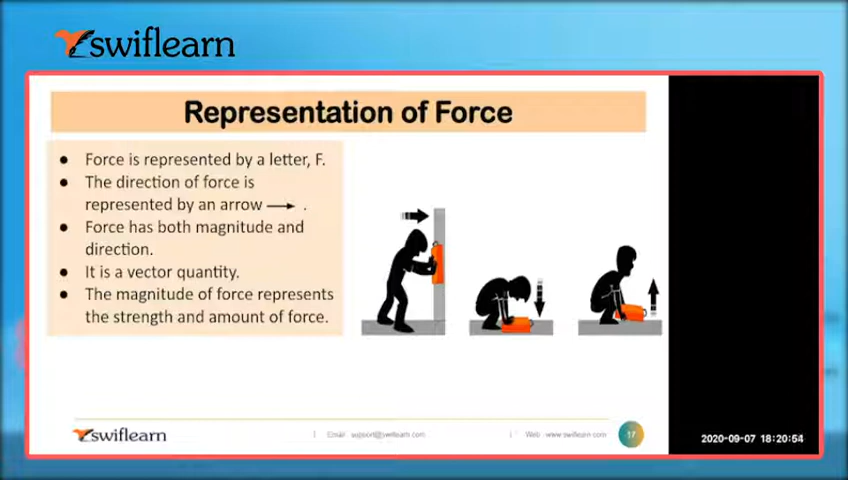 swiflearn
Representation of Force
● Force is represented by a letter, F.
● The direction of force is
represented by an arrow → .
● Force has both magnitude and
direction.
● It is a vector quantity.
● The magnitude of force represents
the strength and amount of force.
swiflearn | Email : support@swiflearn.com | Web : www.swiflearn.com 17
2020-09-07 18:20:54